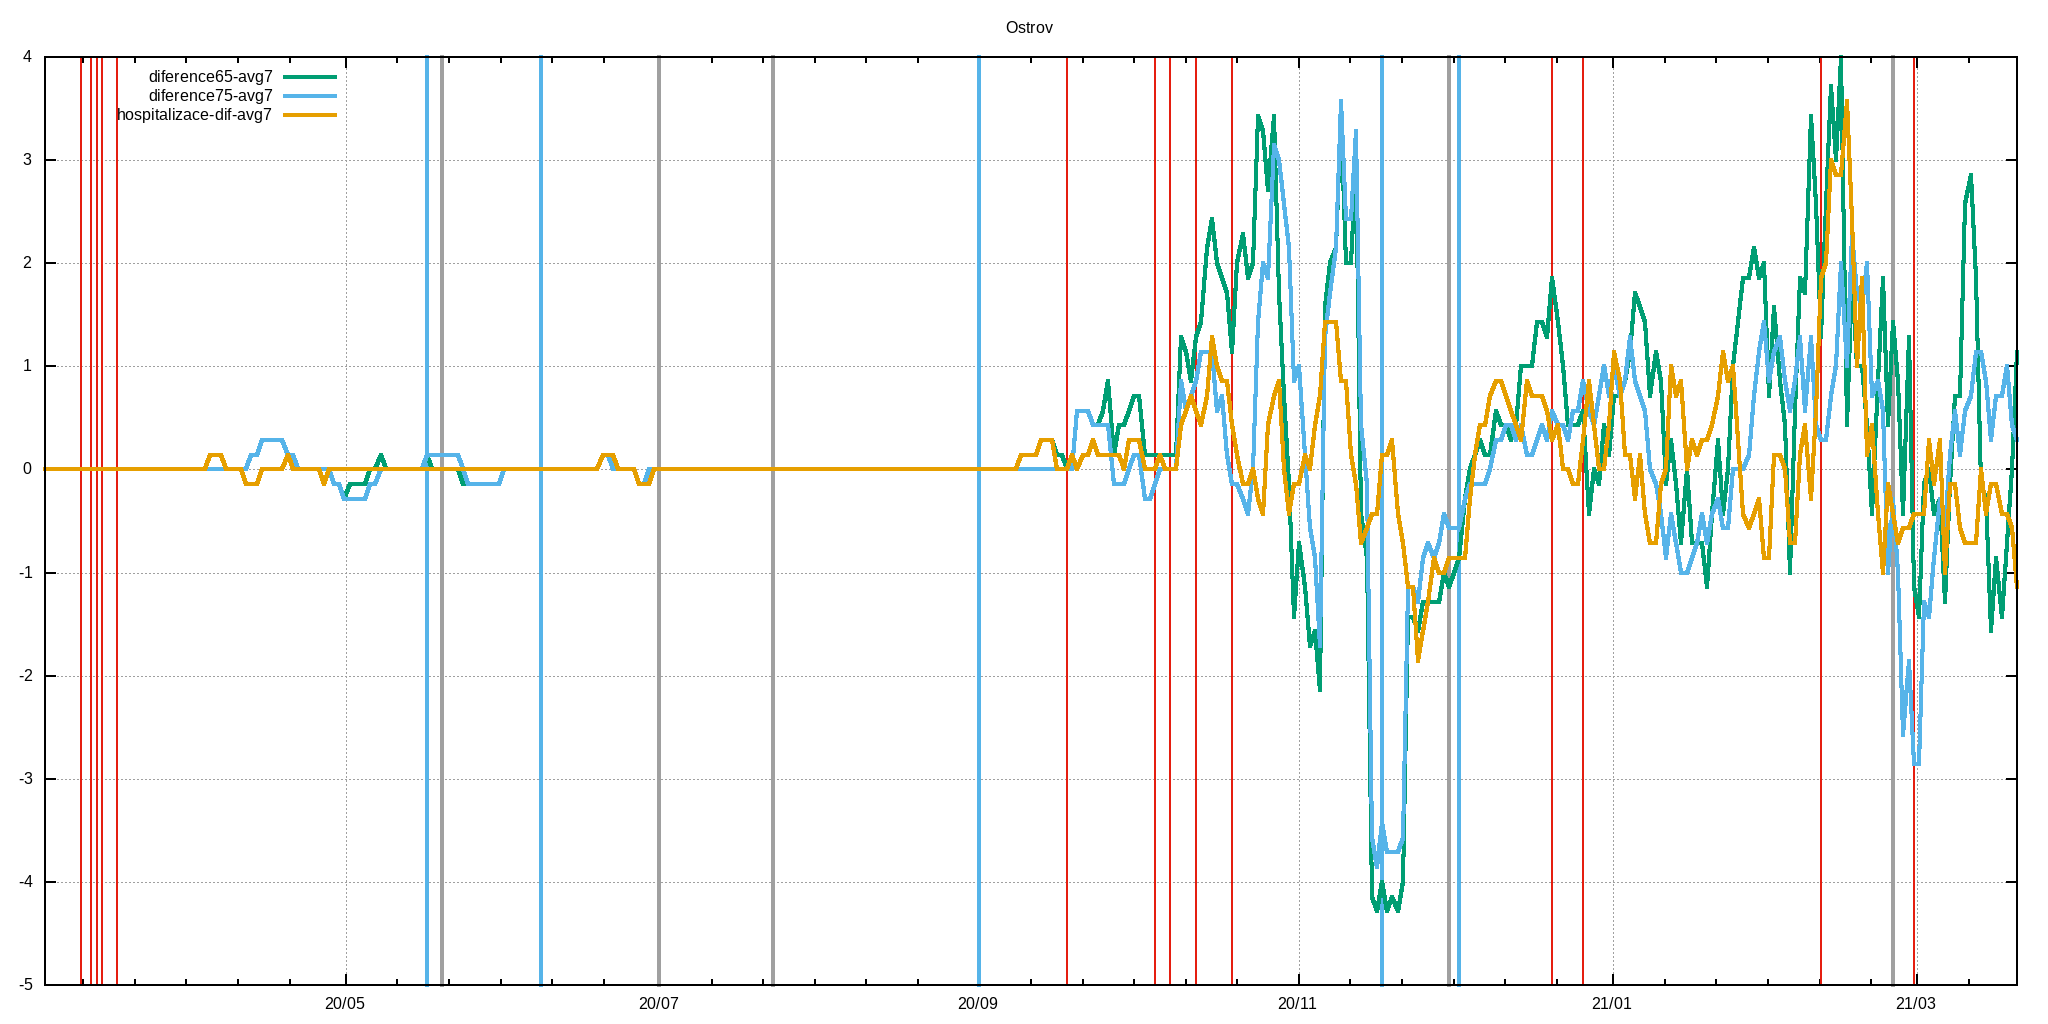 Ostrov
diference65-avg7
diference75-avg7
hospitalizace-dif-avg7
4
3
2
1
0
-1
-2
-3
-4
-5
20/05 20/07 20/09 20/11 21/01 21/03